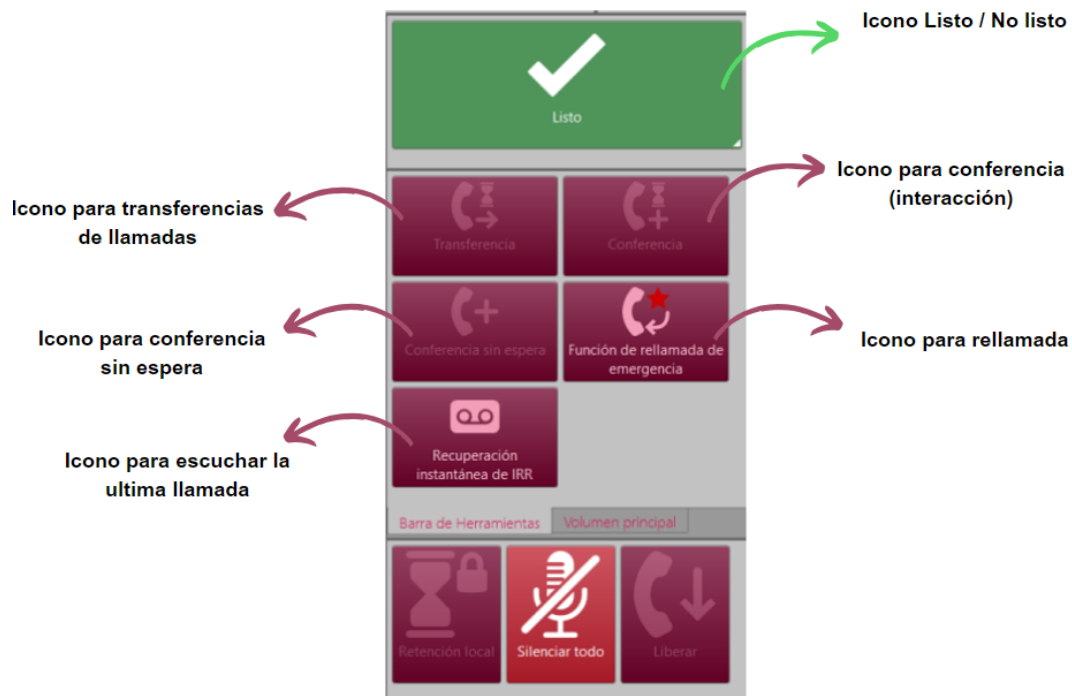 Icono Listo / No listo
Listo
Icono para conferencia
(interacción)
Icono para transferencias
de llamadas
Transferencia
Conferencia
Icono para conferencia
sin espera
Conferencia sin espera
Función de rellamada de
emergencia
Icono para rellamada
Recuperación
instantánea de IRR
Icono para escuchar la
ultima llamada
Barra de Herramientas
Volumen principal
Retención local
Silenciar todo
Liberar